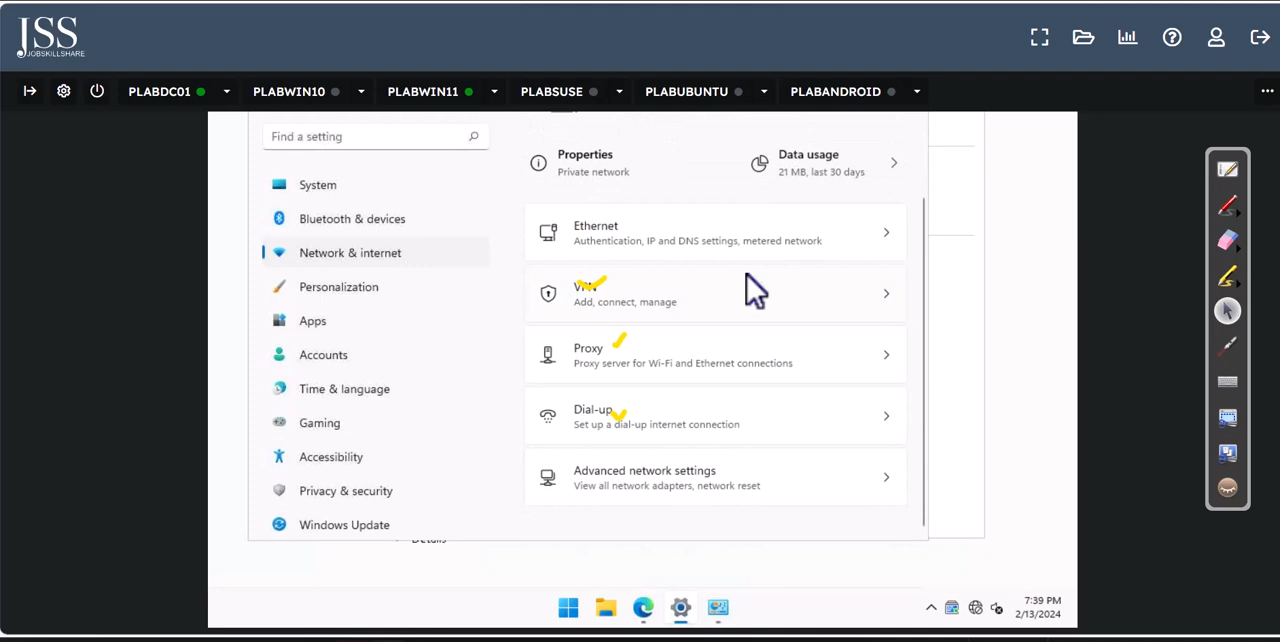 JSS
JOBSKILLSHARE
PLABDC01
PLABWIN10
PLABWIN11
PLABSUSE
PLABUBUNTU
PLABANDROID
Find a setting
System
Bluetooth & devices
Network & internet
Personalization
Apps
Accounts
Time & language
Gaming
Accessibility
Privacy & security
Windows Update
Properties
Private network
Data usage
21 MB, last 30 days
Ethernet
Authentication, IP and DNS settings, metered network
VPN
Add, connect, manage
Proxy
Proxy server for Wi-Fi and Ethernet connections
Dial-up
Set up a dial-up internet connection
Advanced network settings
View all network adapters, network reset
Details
7:39 PM
2/13/2024